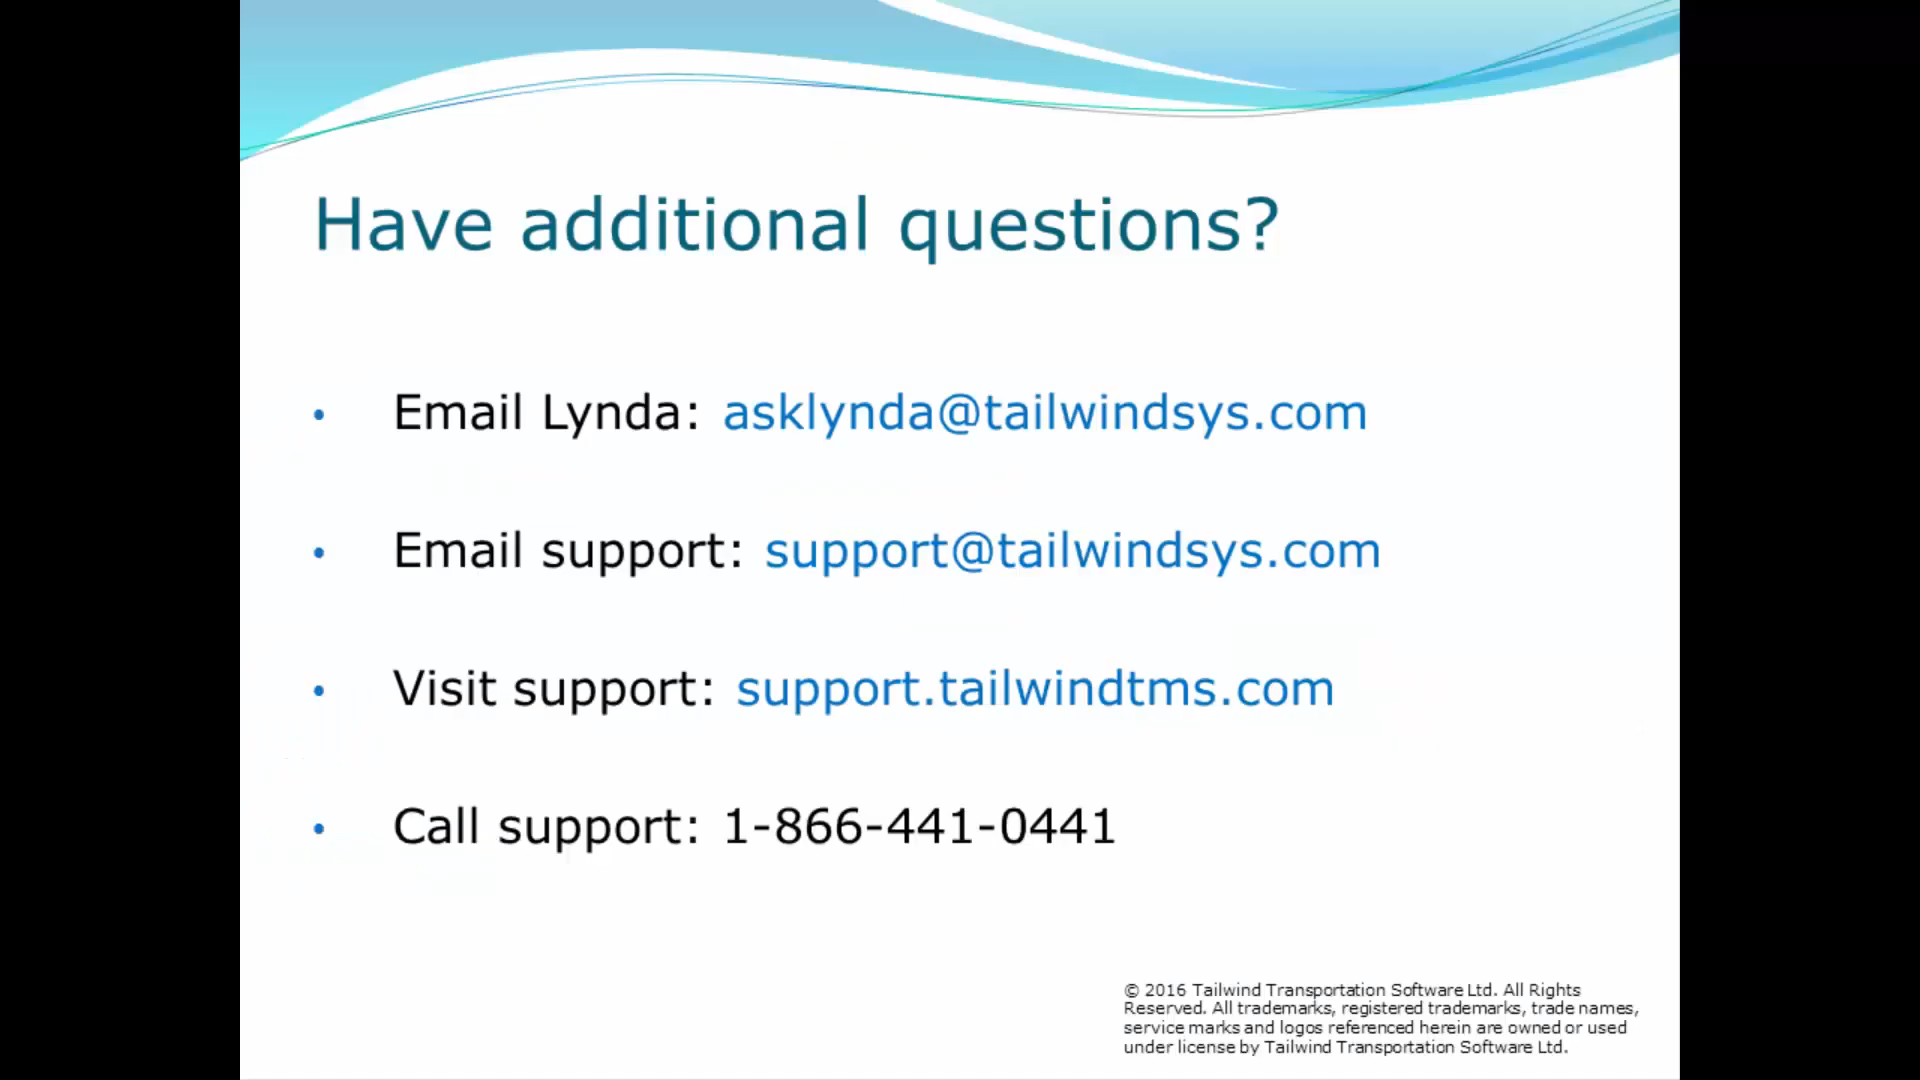 Have additional questions?
• Email Lynda: asklynda@tailwindsys.com
• Email support: support@tailwindsys.com
• Visit support: support.tailwindtms.com
• Call support: 1-866-441-0441
© 2016 Tailwind Transportation Software Ltd. All Rights
Reserved. All trademarks, registered trademarks, trade names,
service marks and logos referenced herein are owned or used
under license by Tailwind Transportation Software Ltd.